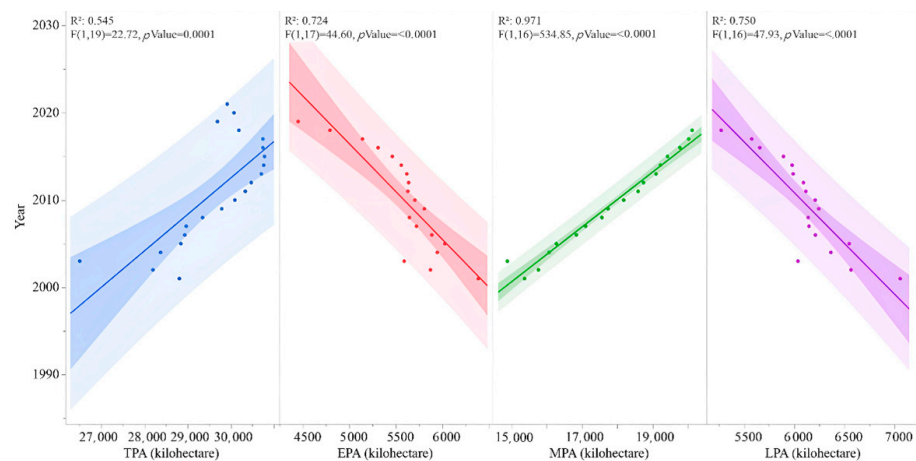 R²: 0.545
F(1,19)=22.72, pValue=0.0001
R²: 0.724
F(1,17)=44.60, pValue=<0.0001
R²: 0.971
F(1,16)=534.85, pValue=<0.0001
R²: 0.750
F(1,16)=47.93, pValue=<.0001
2030
2020
2010
2000
1990
Year
27,000 28,000 29,000 30,000
4500 5000 5500 6000
15,000 17,000 19,000
5500 6000 6500 7000
TPA (kilohectare)
EPA (kilohectare)
MPA (kilohectare)
LPA (kilohectare)